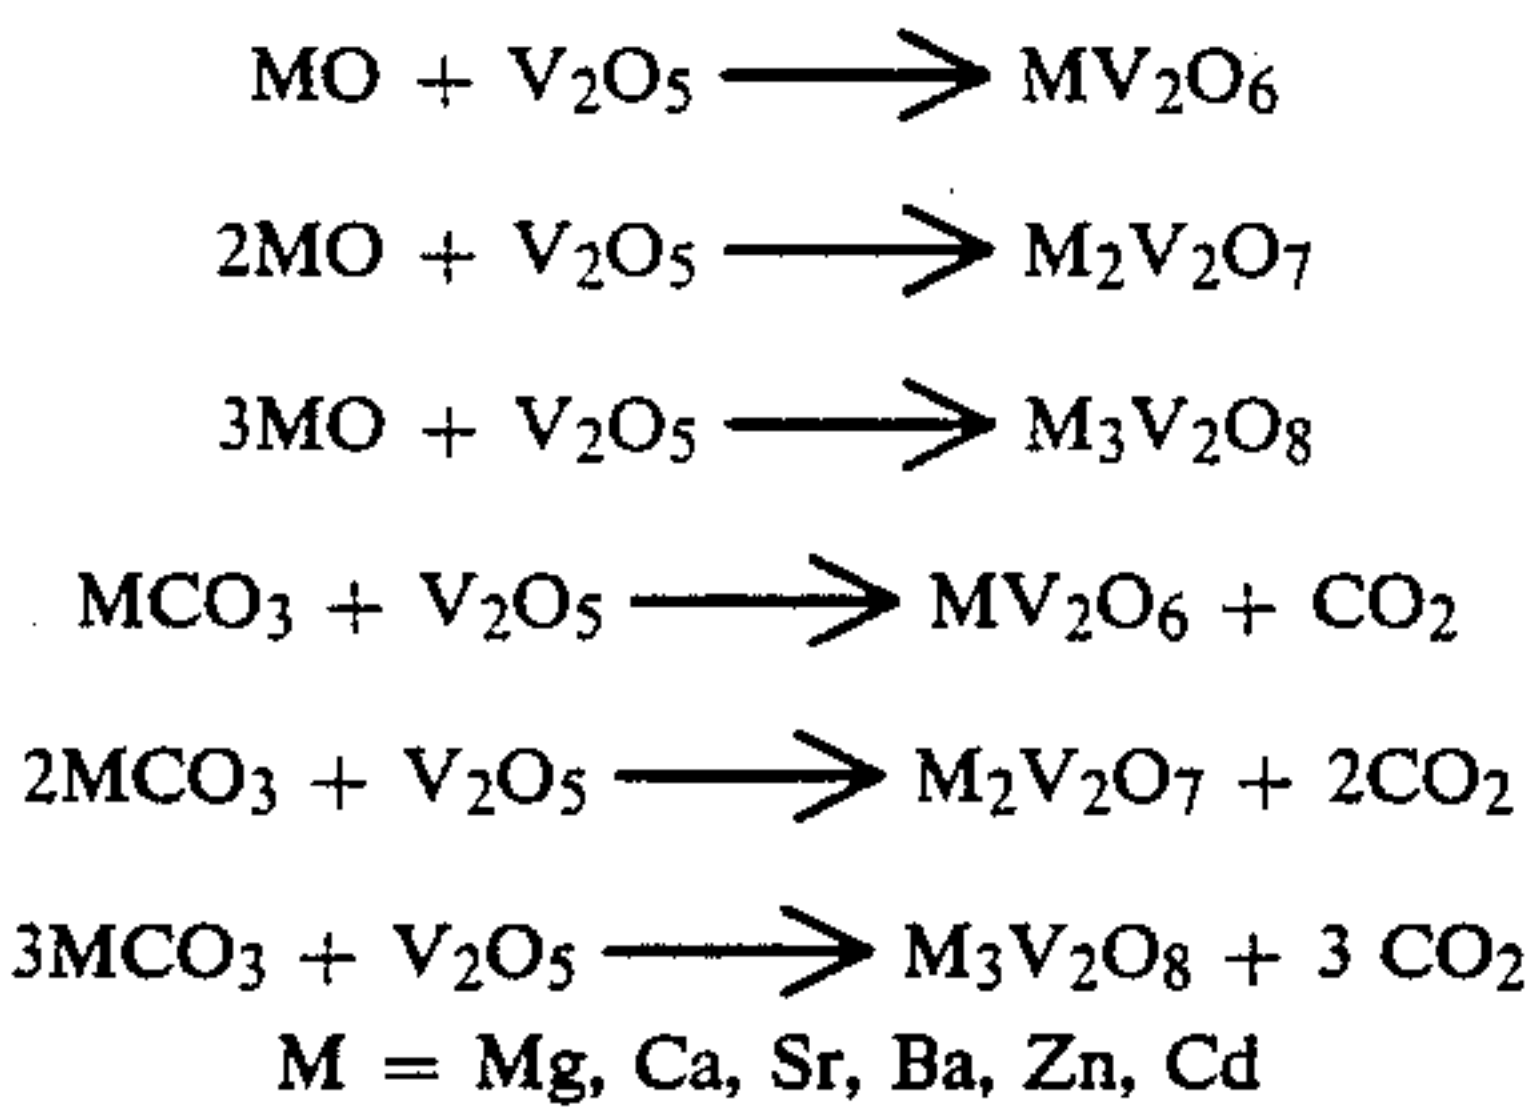 MO + V₂O₅ ⟶ MV₂O₆
2MO + V₂O₅ ⟶ M₂V₂O₇
3MO + V₂O₅ ⟶ M₃V₂O₈
MCO₃ + V₂O₅ ⟶ MV₂O₆ + CO₂
2MCO₃ + V₂O₅ ⟶ M₂V₂O₇ + 2CO₂
3MCO₃ + V₂O₅ ⟶ M₃V₂O₈ + 3 CO₂
M = Mg, Ca, Sr, Ba, Zn, Cd